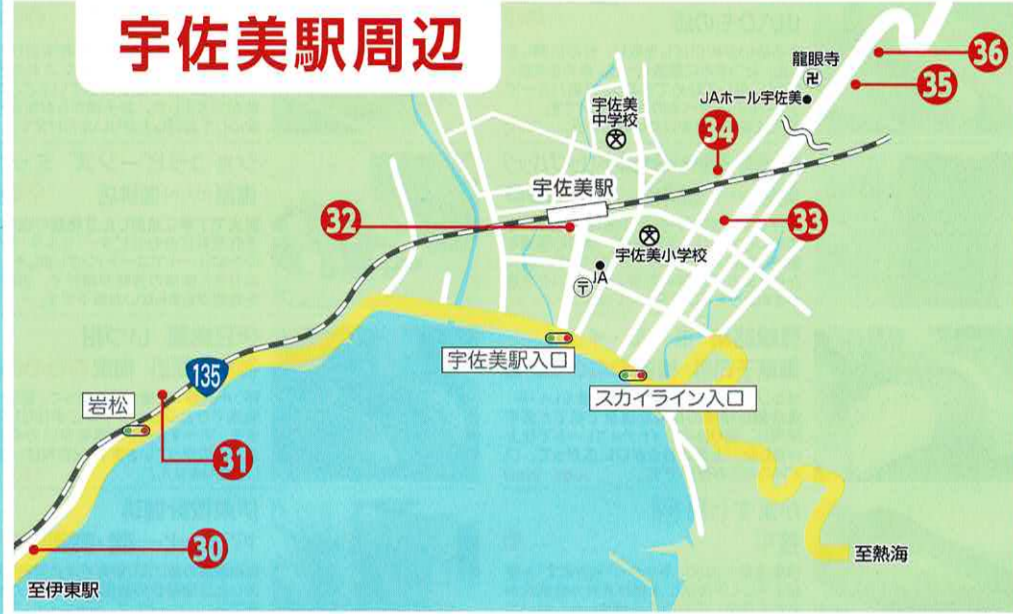 宇佐美駅周辺
36
龍眼寺
卍
35
JAホール宇佐美
宇佐美
中学校
文
34
宇佐美駅
32
33
文
宇佐美小学校
JA
〒
宇佐美駅入口
135
スカイライン入口
岩松
31
30
至熱海
至伊東駅